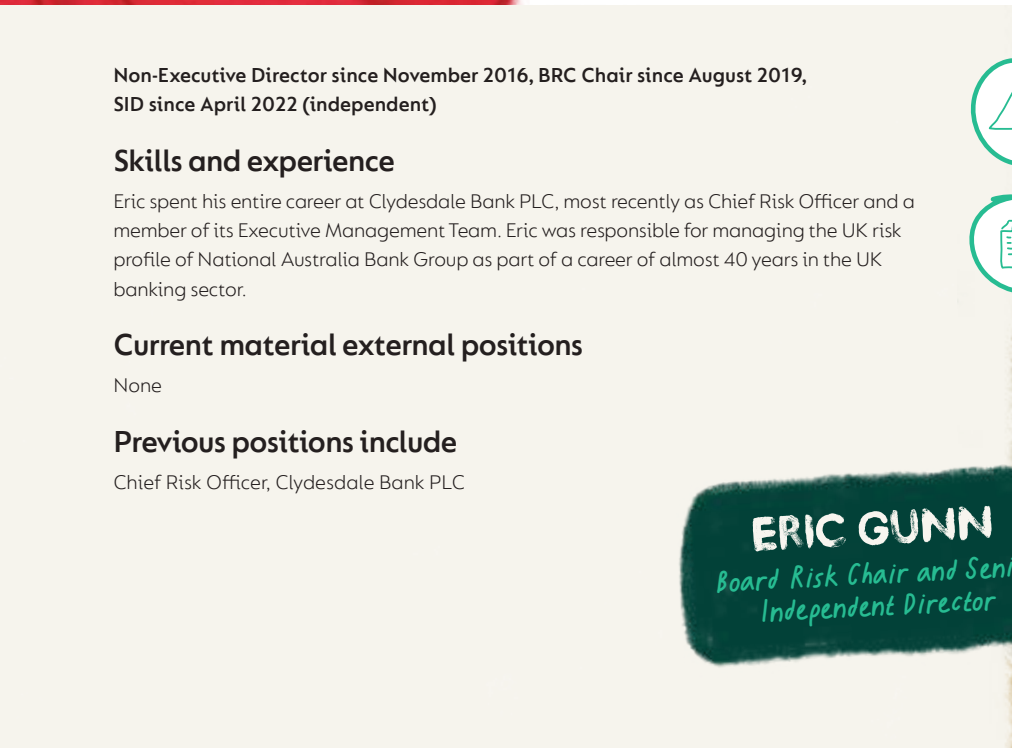 Non-Executive Director since November 2016, BRC Chair since August 2019,
SID since April 2022 (independent)
Skills and experience
Eric spent his entire career at Clydesdale Bank PLC, most recently as Chief Risk Officer and a
member of its Executive Management Team. Eric was responsible for managing the UK risk
profile of National Australia Bank Group as part of a career of almost 40 years in the UK
banking sector.
Current material external positions
None
Previous positions include
Chief Risk Officer, Clydesdale Bank PLC
ERIC GUNN
Board Risk Chair and
Independent Director